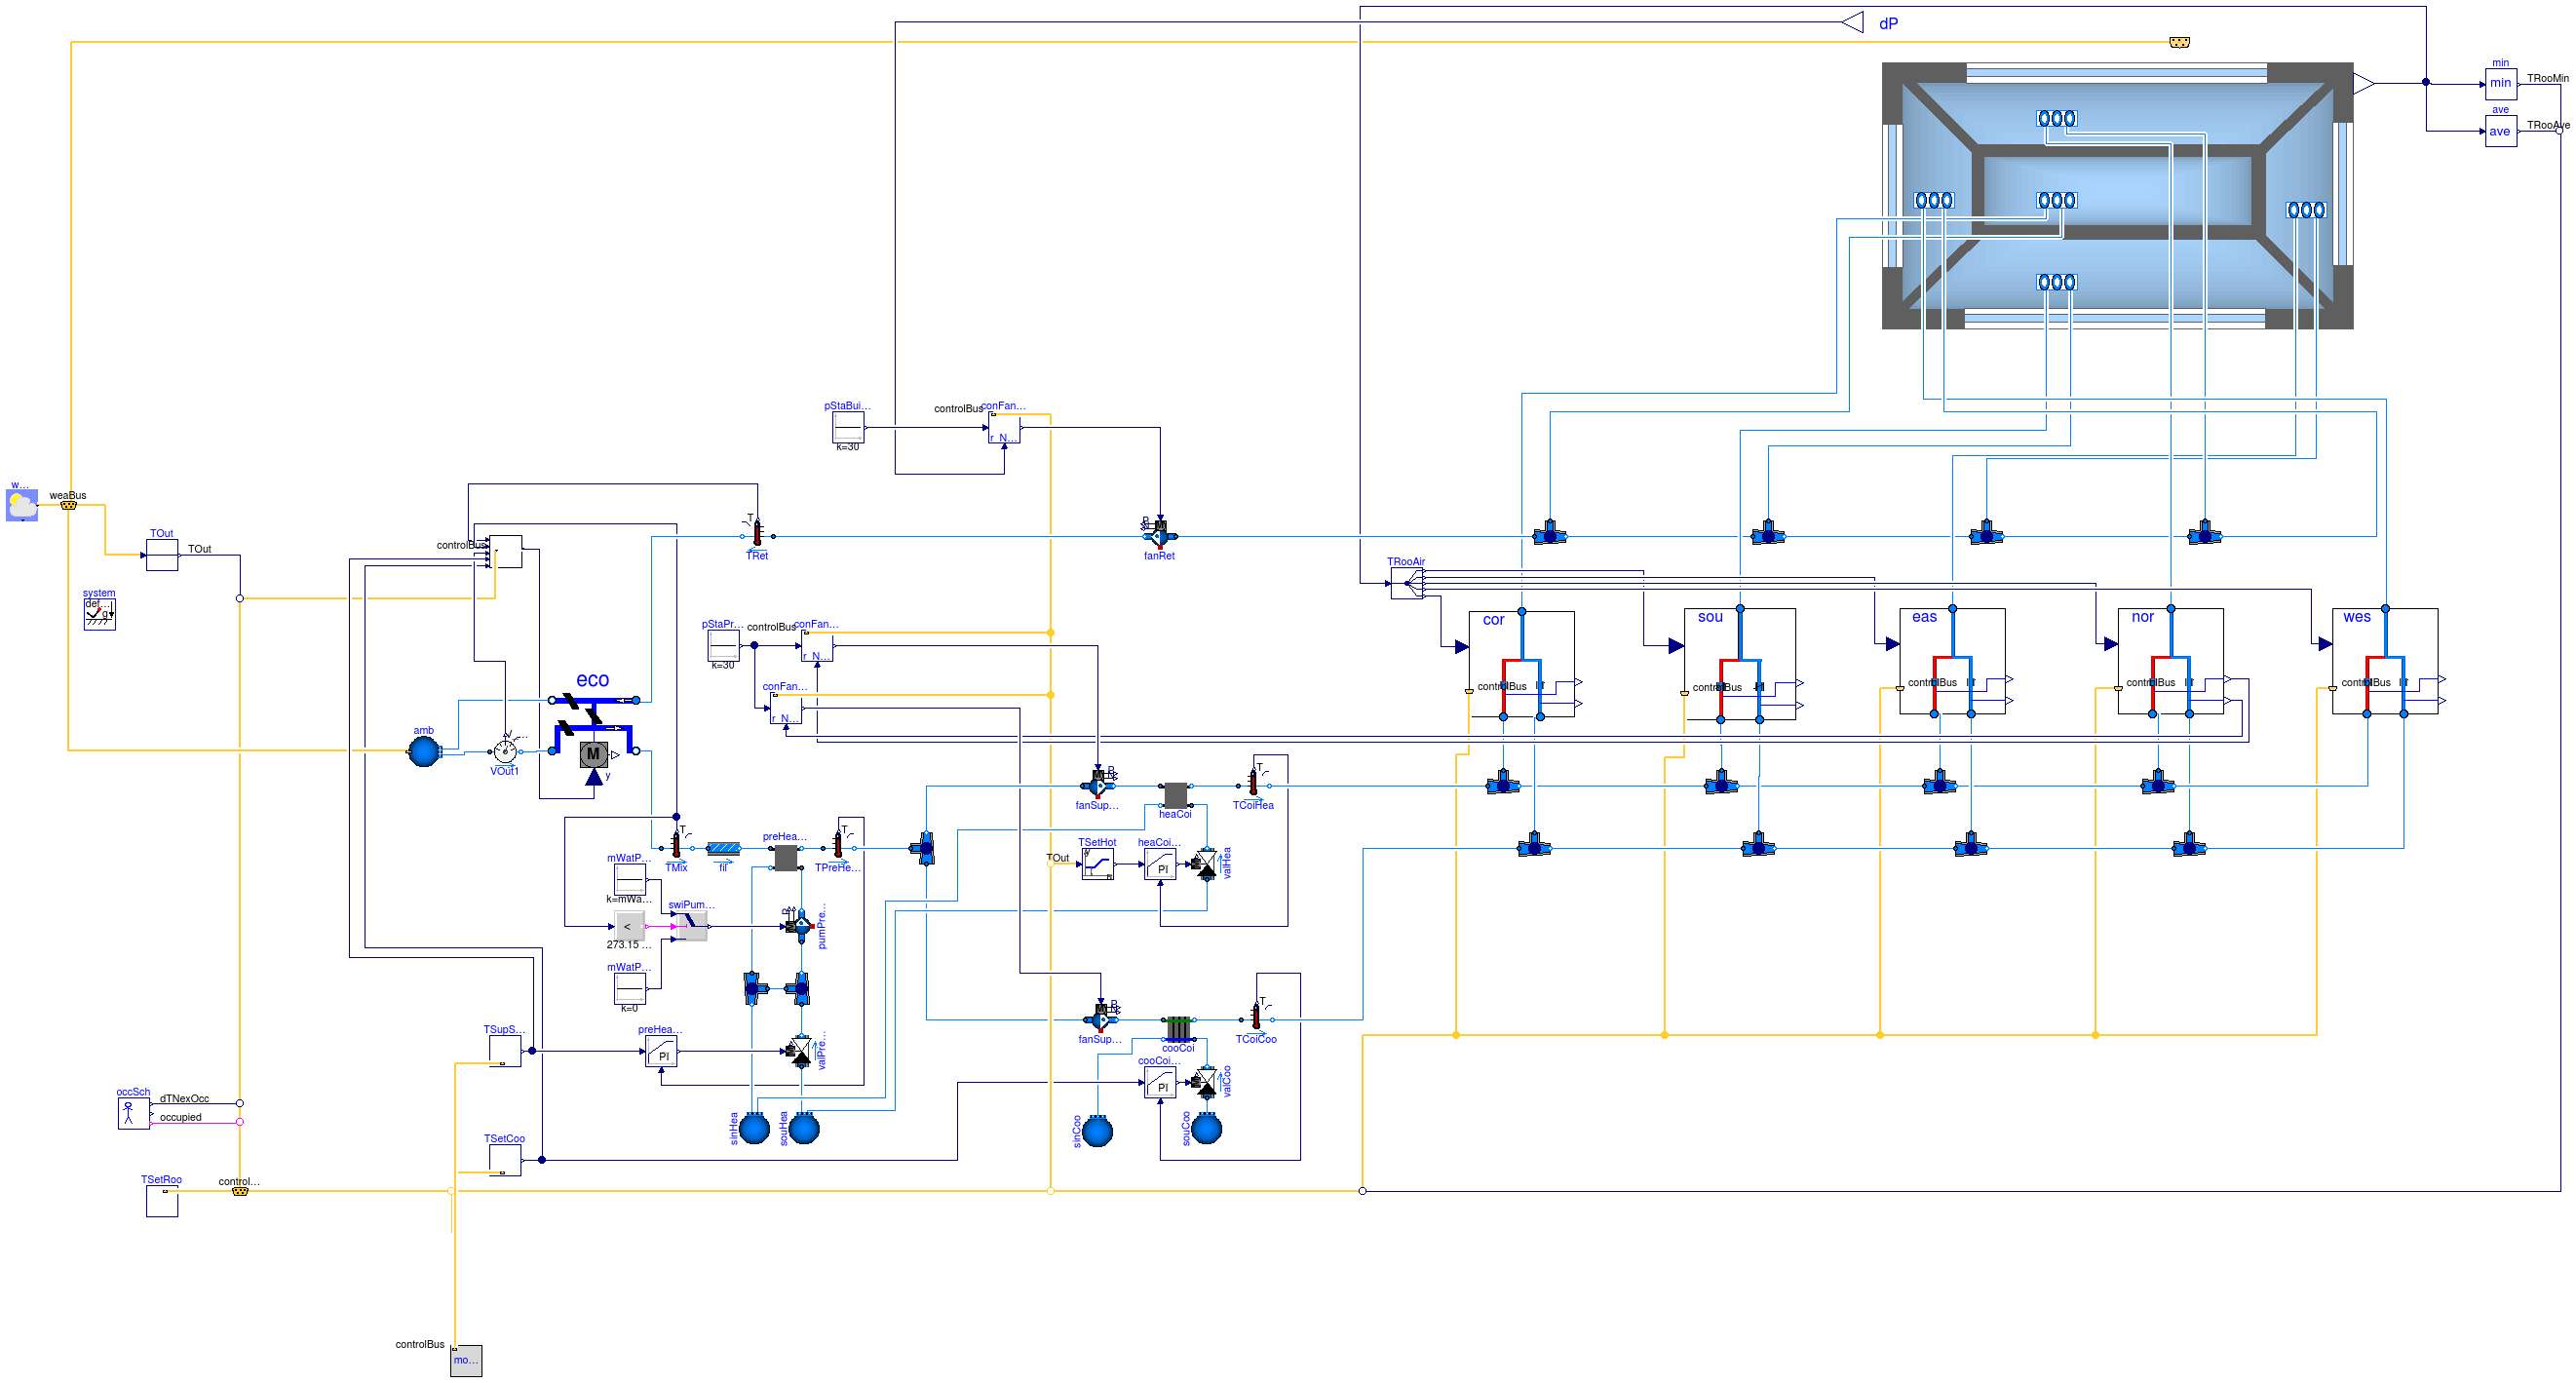 dP
min
min
TRooMin
ave
ave
TRooAve
pStaBui...
k=30
controlBus
conFan...
r_N...
w...
weaBus
TOut
TOut
system
def...
g
controlBus
T
TRet
fanRet
TRooAir
pStaPr...
k=30
controlBus
conFan...
r_N...
conFan...
r_N...
cor
controlBus
sou
controlBus
eas
controlBus
nor
controlBus
wes
controlBus
eco
amb
VOut1
M
y
fanSup...
heaCoi
T
TCoiHea
T
TMix
fil
preHea...
T
TPreHe...
TOut
TSetHot
heaCoi...
PI
valHea
mWatP...
k=mWa...
swiPum...
<
273.15 ...
pumPre...
mWatP...
k=0
TSupS...
preHea...
PI
valPre...
fanSup...
cooCoi
T
TCoiCoo
cooCoi...
PI
valCoo
occSch
dTNexOcc
occupied
sinHea
souHea
sinCoo
souCoo
TSetCoo
TSetRoo
control...
controlBus
mo...